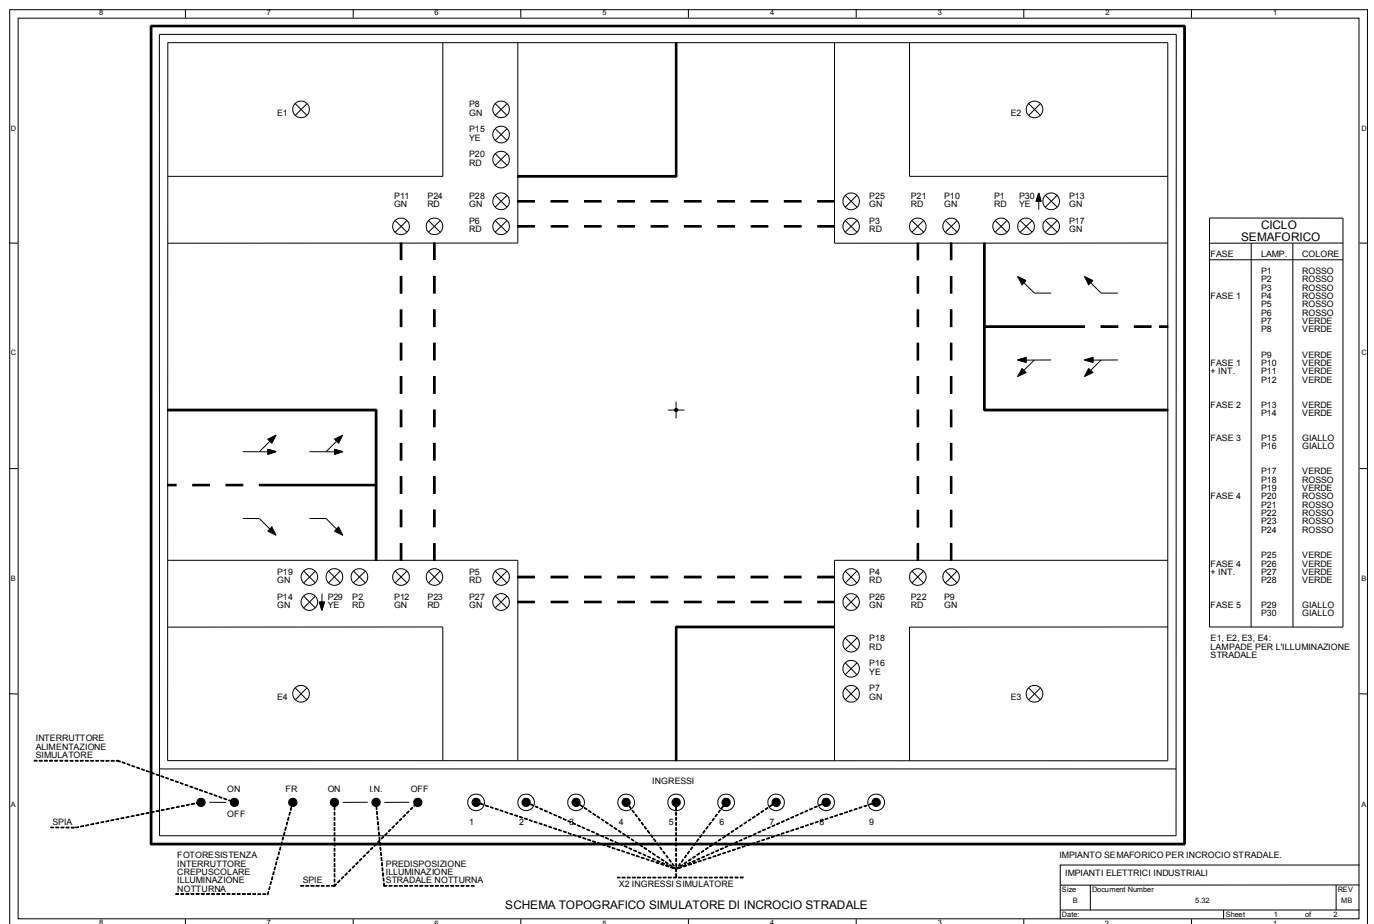 8 7 6 5 4 3 2 1
D D
C C
B B
A A
E1
P8
GN
P15
YE
P20
RD
E2
P11
GN
P24
RD
P28
GN
P6
RD
P25
GN
P3
RD
P21
RD
P10
GN
P1
RD
P30
YE
P13
GN
P17
GN
P19
GN
P14
GN
P29
YE
P2
RD
P12
GN
P23
RD
P5
RD
P27
GN
P4
RD
P26
GN
P22
RD
P9
GN
P18
RD
P16
YE
P7
GN
E4
E3
CICLO
SEMAFORICO
FASE LAMP. COLORE
FASE 1
P1 ROSSO
P2 ROSSO
P3 ROSSO
P4 ROSSO
P5 ROSSO
P6 ROSSO
P7 VERDE
P8 VERDE
FASE 1
+ INT.
P9 VERDE
P10 VERDE
P11 VERDE
P12 VERDE
FASE 2
P13 VERDE
P14 VERDE
FASE 3
P15 GIALLO
P16 GIALLO
FASE 4
P17 VERDE
P18 ROSSO
P19 VERDE
P20 ROSSO
P21 ROSSO
P22 ROSSO
P23 ROSSO
P24 ROSSO
FASE 4
+ INT.
P25 VERDE
P26 VERDE
P27 VERDE
P28 VERDE
FASE 5
P29 GIALLO
P30 GIALLO
E1, E2, E3, E4:
LAMPADE PER L'ILLUMINAZIONE
STRADALE
INTERRUTTORE
ALIMENTAZIONE
SIMULATORE
SPIA
ON
OFF
FR
ON I.N. OFF
INGRESSI
1 2 3 4 5 6 7 8 9
FOTORESISTENZA
INTERRUTTORE
CREPUSCOLARE
ILLUMINAZIONE
NOTTURNA
SPIE
PREDISPOSIZIONE
ILLUMINAZIONE
STRADALE NOTTURNA
X2 INGRESSI SIMULATORE
SCHEMA TOPOGRAFICO SIMULATORE DI INCROCIO STRADALE
IMPIANTO SEMAFORICO PER INCROCIO STRADALE.
IMPIANTI ELETTRICI INDUSTRIALI
Size Document Number REV
B 5.32 MB
Date: Sheet 1 of 2
8 7 6 5 4 3 2 1